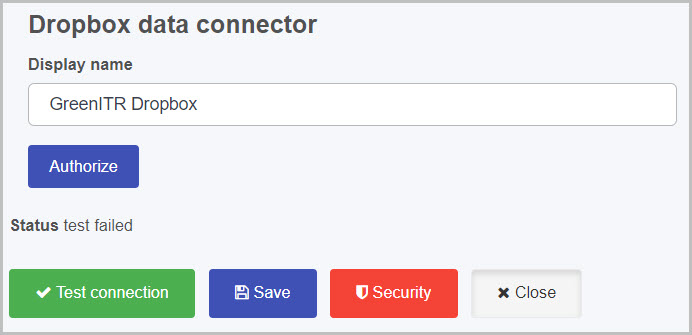 Dropbox data connector
Display name
GreenITR Dropbox
Authorize
Status test failed
Test connection Save Security Close